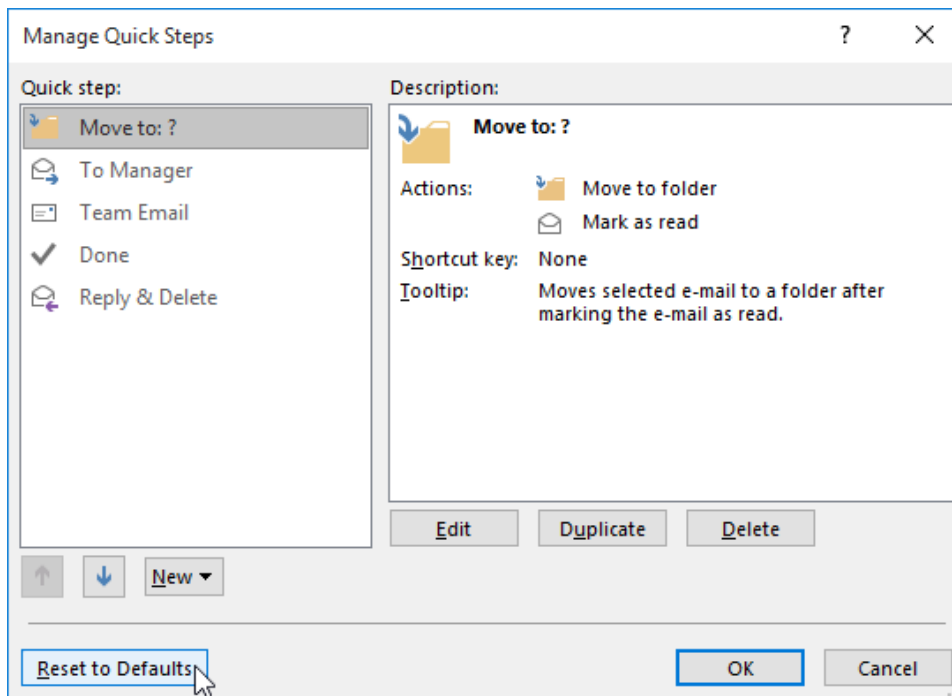 Manage Quick Steps
?
Quick step:
Move to: ?
To Manager
Team Email
Done
Reply & Delete
New
Description:
Move to: ?
Actions:
Move to folder
Mark as read
Shortcut key: None
Tooltip: Moves selected e-mail to a folder after
marking the e-mail as read.
Edit
Duplicate
Delete
Reset to Defaults
OK
Cancel